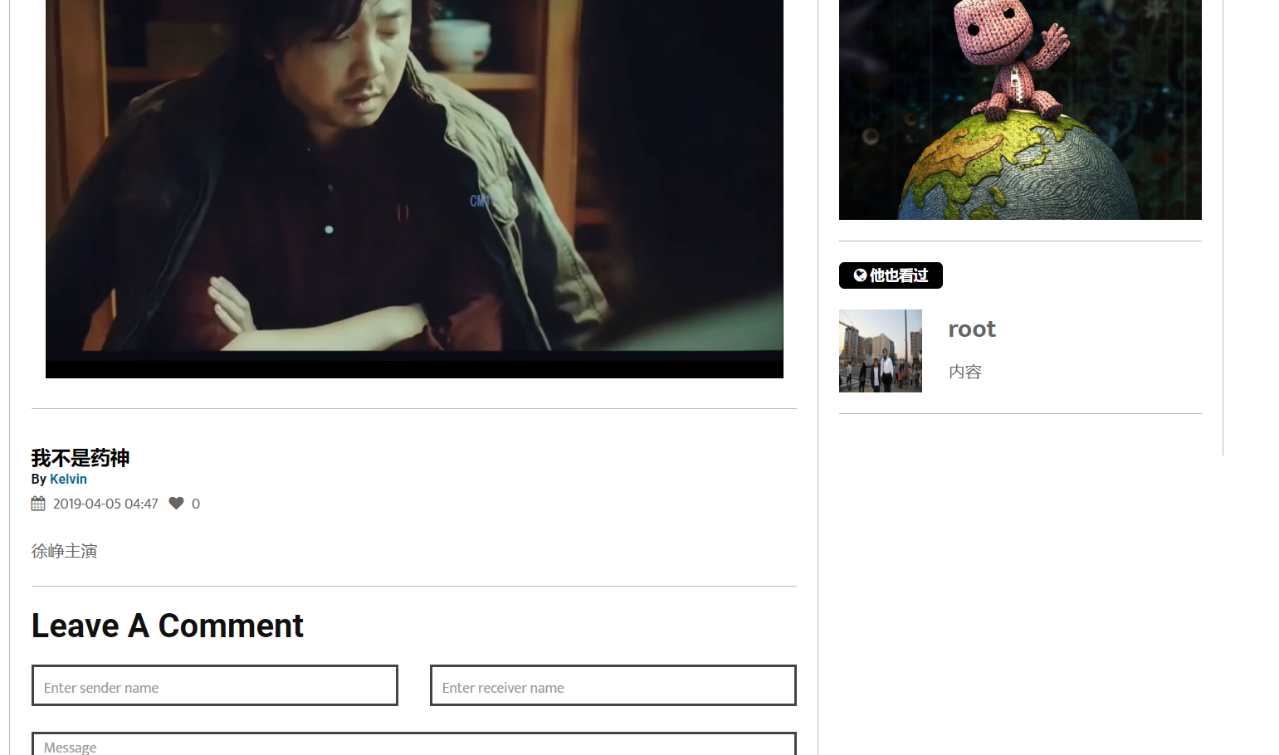 CM
他也看过
root
内容
我不是药神
By Kelvin
2019-04-05 04:47 0
徐峥主演
Leave A Comment
Enter sender name
Enter receiver name
Message